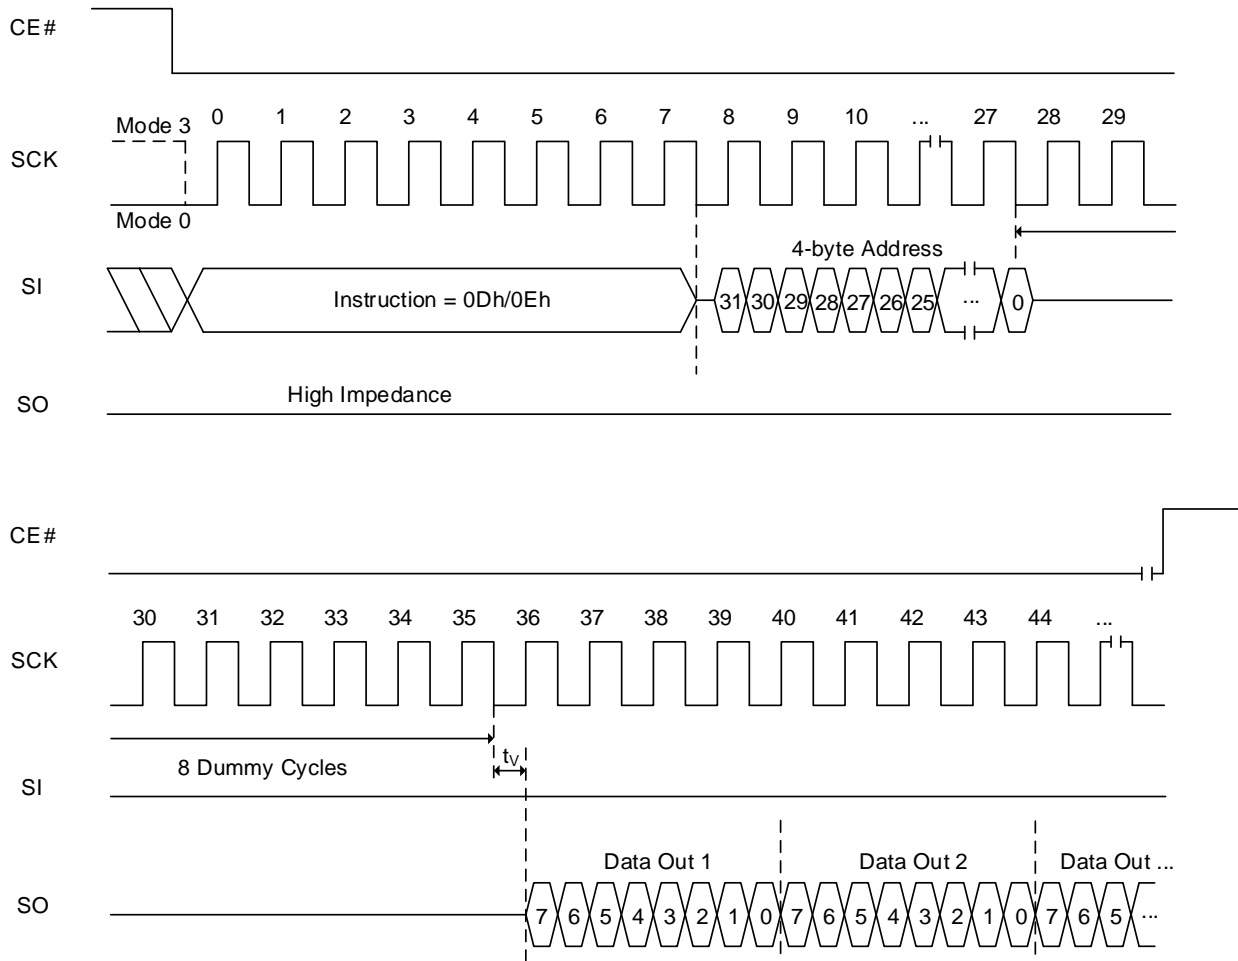 CE#
Mode 3
0 1 2 3 4 5 6 7 8 9 10 ... 27 28 29
SCK
Mode 0
4-byte Address
SI
Instruction = 0Dh/0Eh
31 30 29 28 27 26 25 ... 0
High Impedance
SO
CE#
30 31 32 33 34 35 36 37 38 39 40 41 42 43 44 ...
SCK
tV
8 Dummy Cycles
SI
Data Out 1 Data Out 2 Data Out ...
SO
7 6 5 4 3 2 1 0 7 6 5 4 3 2 1 0 7 6 5 ...